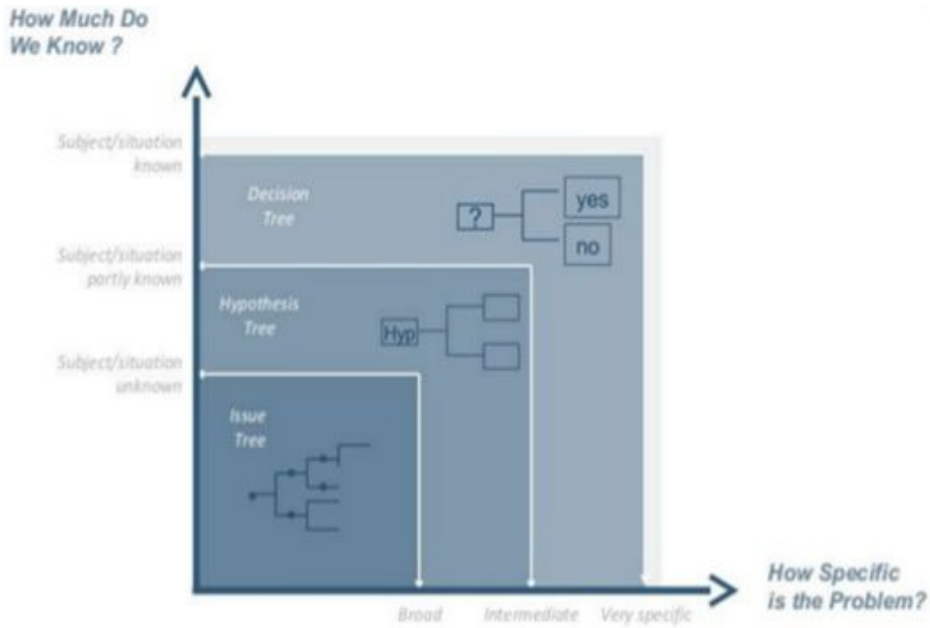 How Much Do
We Know ?
Subject/situation
known
Decision
Tree
?
yes
no
Subject/situation
partly known
Hypothesis
Tree
Hyp
Subject/situation
unknown
Issue
Tree
Broad
Intermediate
Very specific
How Specific
is the Problem?